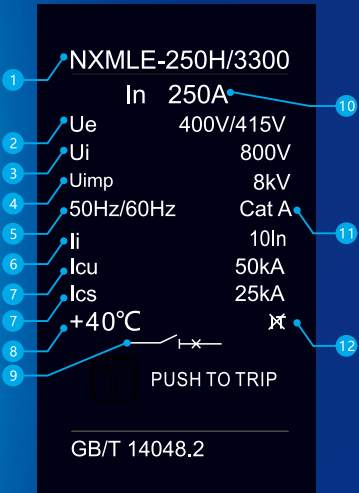 1 NXMLE-250H/3300
In 250A 10
2 Ue 400V/415V
3 Ui 800V
4 Uimp 8kV
5 50Hz/60Hz Cat A 11
6 Ii 10In
7 Icu 50kA
7 Ics 25kA
8 +40℃ 12
9
PUSH TO TRIP
GB/T 14048.2